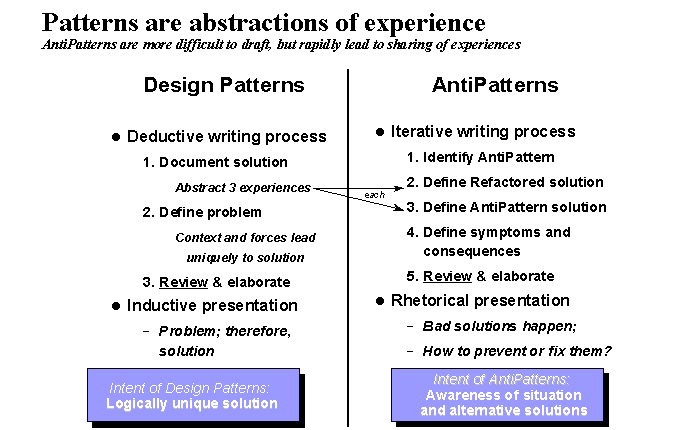 Patterns are abstractions of experience
AntiPatterns are more difficult to draft, but rapidly lead to sharing of experiences
Design Patterns
● Deductive writing process
1. Document solution
Abstract 3 experiences
2. Define problem
Context and forces lead
uniquely to solution
3. Review & elaborate
● Inductive presentation
– Problem; therefore,
solution
Intent of Design Patterns:
Logically unique solution
each
AntiPatterns
● Iterative writing process
1. Identify AntiPattern
2. Define Refactored solution
3. Define AntiPattern solution
4. Define symptoms and
consequences
5. Review & elaborate
● Rhetorical presentation
– Bad solutions happen;
– How to prevent or fix them?
Intent of AntiPatterns:
Awareness of situation
and alternative solutions